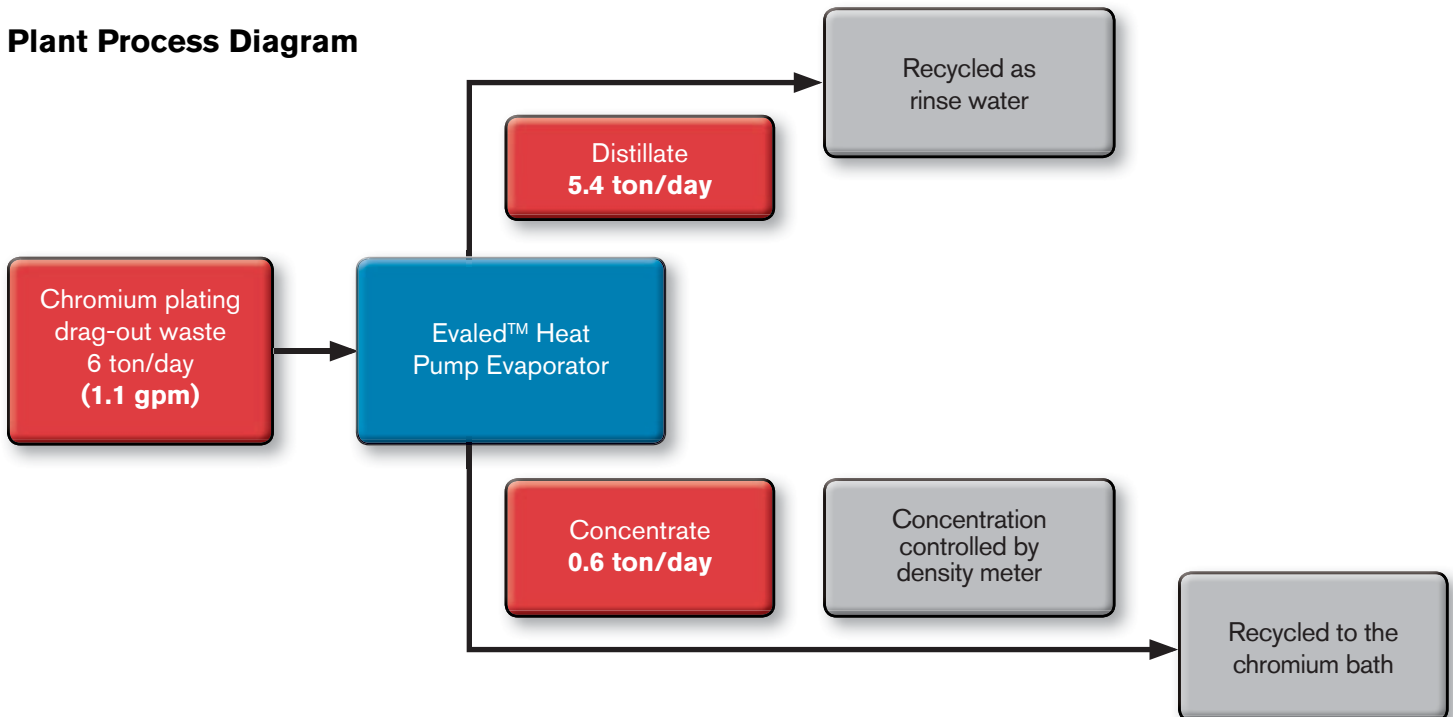 Plant Process Diagram
Recycled as
rinse water
Distillate
5.4 ton/day
Chromium plating
drag-out waste
6 ton/day
(1.1 gpm)
Evaled™ Heat
Pump Evaporator
Concentrate
0.6 ton/day
Concentration
controlled by
density meter
Recycled to the
chromium bath